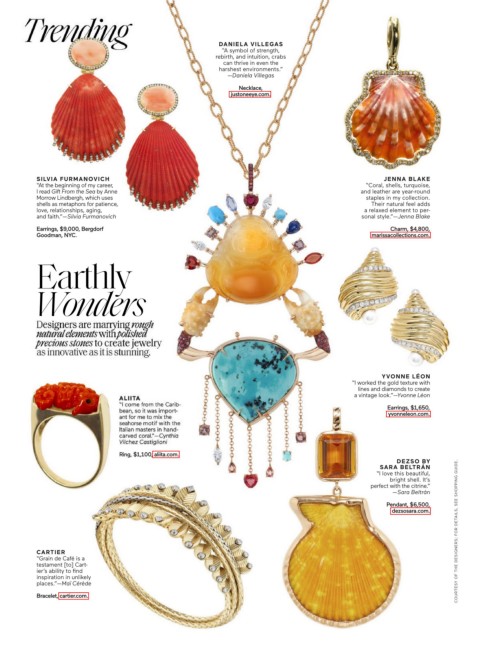 Trending
DANIELA VILLEGAS
"A symbol of strength,
rebirth, and intuition, crabs
can thrive in even the
harshest environments."
—Daniela Villegas
Necklace,
justoneeye.com.
SILVIA FURMANOVICH
"At the beginning of my career,
I read Gift From the Sea by Anne
Morrow Lindbergh, which uses
shells as metaphors for patience,
love, relationships, aging,
and faith."—Silvia Furmanovich
Earrings, $9,000, Bergdorf
Goodman, NYC.
JENNA BLAKE
"Coral, shells, turquoise,
and leather are year-round
staples in my collection.
Their natural feel adds
a relaxed element to per-
sonal style."—Jenna Blake
Charm, $4,800,
marissacollections.com.
Earthly
Wonders
Designers are marrying rough
natural elements with polished
precious stones to create jewelry
as innovative as it is stunning.
YVONNE LÉON
"I worked the gold texture with
lines and diamonds to create
a vintage look."—Yvonne Léon
Earrings, $1,650,
yvonneleon.com.
ALIITA
"I come from the Carib-
bean, so it was import-
ant for me to mix the
seahorse motif with the
Italian masters in hand-
carved coral."—Cynthia
Vilchez Castiglioni
Ring, $1,100, aliita.com.
DEZSO BY
SARA BELTRÁN
"I love this beautiful,
bright shell. It's
perfect with the citrine."
—Sara Beltrán
Pendant, $6,500,
dezsosara.com.
CARTIER
"Grain de Café is a
testament [to] Cart-
ier's ability to find
inspiration in unlikely
places."—Moï Cérède
Bracelet, cartier.com.
COURTESY OF THE DESIGNERS; FOR DETAILS, SEE SHOPPING GUIDE